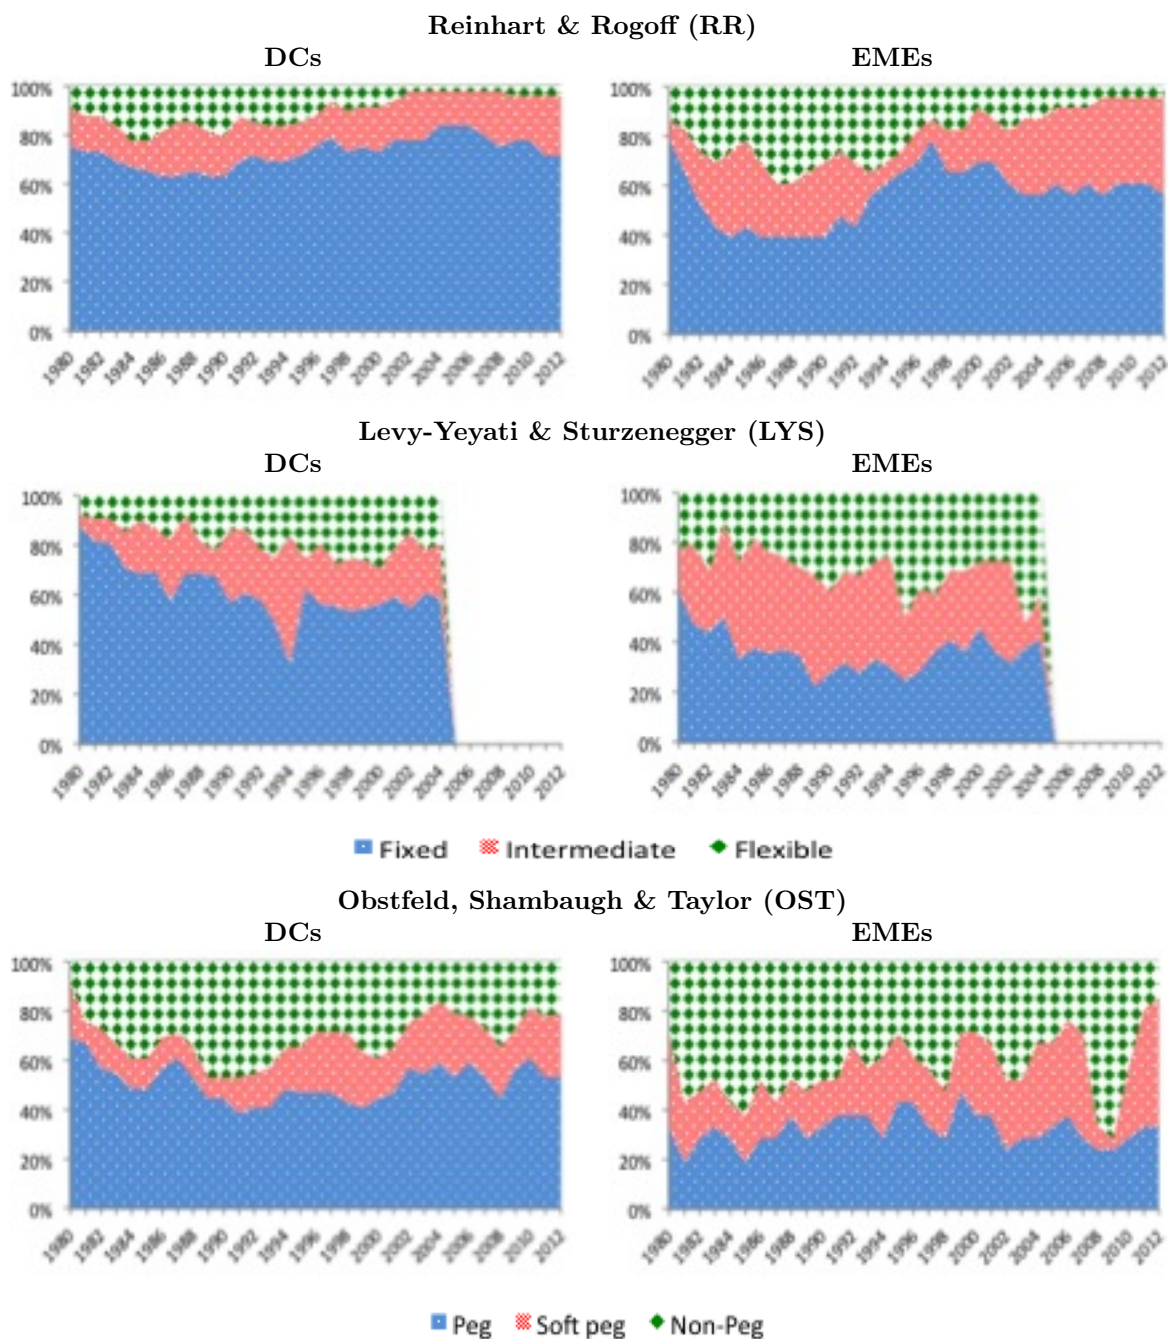 Reinhart & Rogoff (RR)
DCs EMEs
100% 100%
80% 80%
60% 60%
40% 40%
20% 20%
0% 0%
1980 1982 1984 1986 1988 1990 1992 1994 1996 1998 2000 2002 2004 2006 2008 2010 2012 1980 1982 1984 1986 1988 1990 1992 1994 1996 1998 2000 2002 2004 2006 2008 2010 2012
Levy-Yeyati & Sturzenegger (LYS)
DCs EMEs
100% 100%
80% 80%
60% 60%
40% 40%
20% 20%
0% 0%
1980 1982 1984 1986 1988 1990 1992 1994 1996 1998 2000 2002 2004 2006 2008 2010 2012 1980 1982 1984 1986 1988 1990 1992 1994 1996 1998 2000 2002 2004 2006 2008 2010 2012
Fixed Intermediate Flexible
Obstfeld, Shambaugh & Taylor (OST)
DCs EMEs
100% 100%
80% 80%
60% 60%
40% 40%
20% 20%
0% 0%
1980 1982 1984 1986 1988 1990 1992 1994 1996 1998 2000 2002 2004 2006 2008 2010 2012 1980 1982 1984 1986 1988 1990 1992 1994 1996 1998 2000 2002 2004 2006 2008 2010 2012
Peg Soft peg Non-Peg